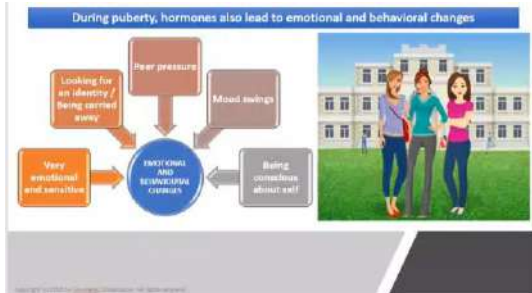 During puberty, hormones also lead to emotional and behavioral changes
Peer pressure
Looking for
an identity /
Being carried
away
Mood swings
Very
emotional
and sensitive
EMOTIONAL
AND
BEHAVIOURAL
CHANGES
Being
conscious
about self